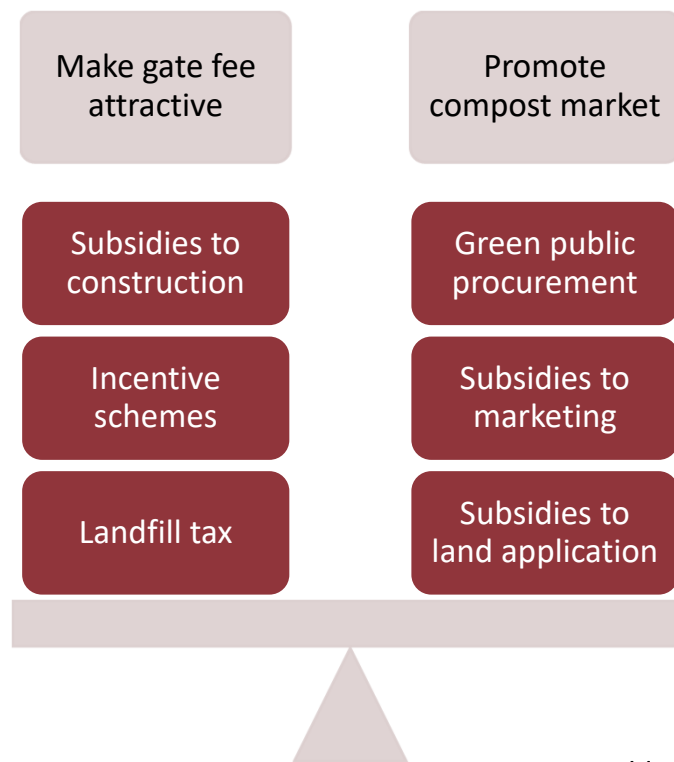 Make gate fee
attractive
Promote
compost market
Subsidies to
construction
Green public
procurement
Incentive
schemes
Subsidies to
marketing
Landfill tax
Subsidies to
land application